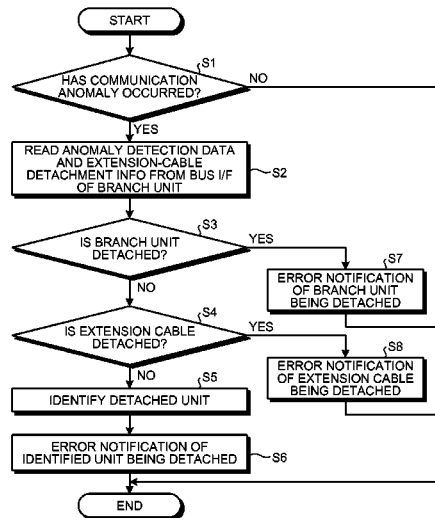 START
S1
HAS COMMUNICATION
ANOMALY OCCURRED?
NO
YES
READ ANOMALY DETECTION DATA
AND EXTENSION-CABLE
DETACHMENT INFO FROM BUS I/F
OF BRANCH UNIT
S2
S3
IS BRANCH UNIT
DETACHED?
YES
NO
S7
ERROR NOTIFICATION
OF BRANCH UNIT
BEING DETACHED
S4
IS EXTENSION CABLE
DETACHED?
YES
NO
S8
ERROR NOTIFICATION
OF EXTENSION CABLE
BEING DETACHED
S5
IDENTIFY DETACHED UNIT
ERROR NOTIFICATION OF
IDENTIFIED UNIT BEING DETACHED
S6
END